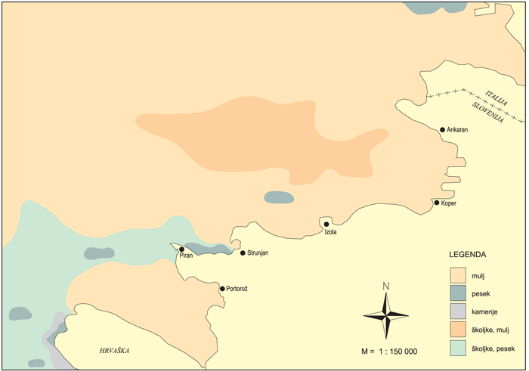 ITALIJA
SLOVENIJA
Ankaran
Koper
Izola
Strunjan
Piran
Portorož
HRVAŠKA
LEGENDA
mulj
pesek
kamenje
školjke, mulj
školjke, pesek
N
M = 1 : 150 000